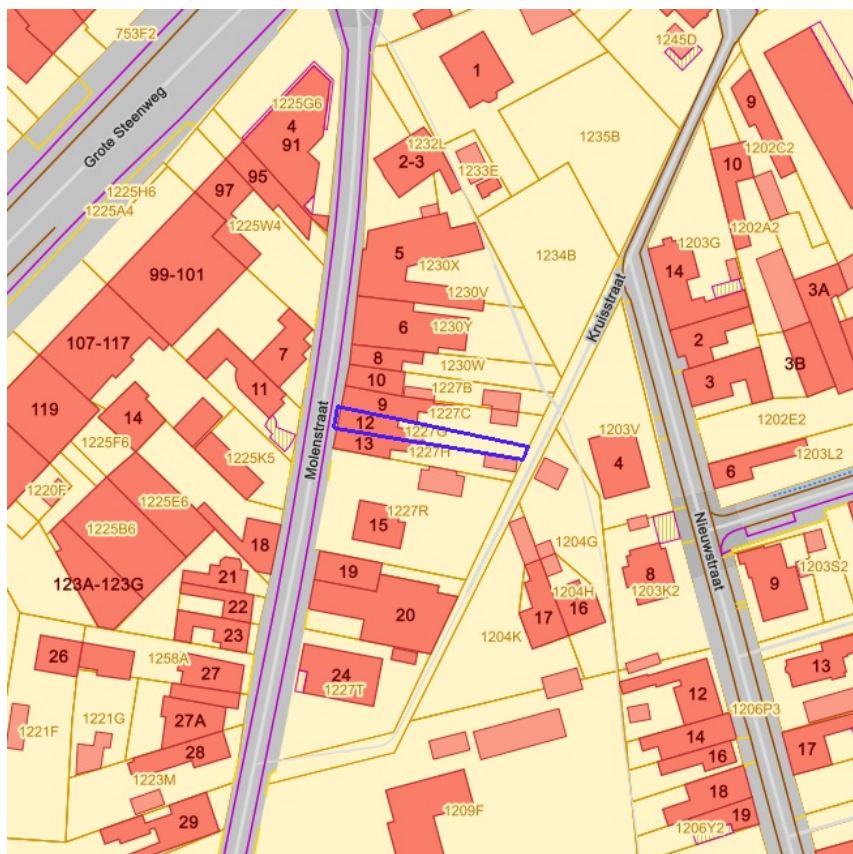 753F2
1245D
1
1225G6
4
91
9
1235B
1232L
2-3
1233E
1202C2
10
Grote Steenweg
1225H6
1225A4
97
95
1225W4
1202A2
1203G
5
1230X
1234B
14
99-101
1230V
3A
Kruisstraat
6
1230Y
107-117
7
8
1230W
2
3B
10
1227B
3
11
9
1227C
119
14
12
1227G
1202E2
1203V
13
1227H
1225F6
Molenstraat
1225K5
4
6
1203L2
1220F
1225E6
1227R
15
1225B6
Nieuwstraat
18
1204G
123A-123G
21
19
8
9
1203S2
1204H
1203K2
22
16
20
17
23
1204K
26
1258A
27
24
13
1227T
12
1221F
1221G
27A
1206P3
14
28
17
16
1223M
18
29
1209F
19
1206Y2